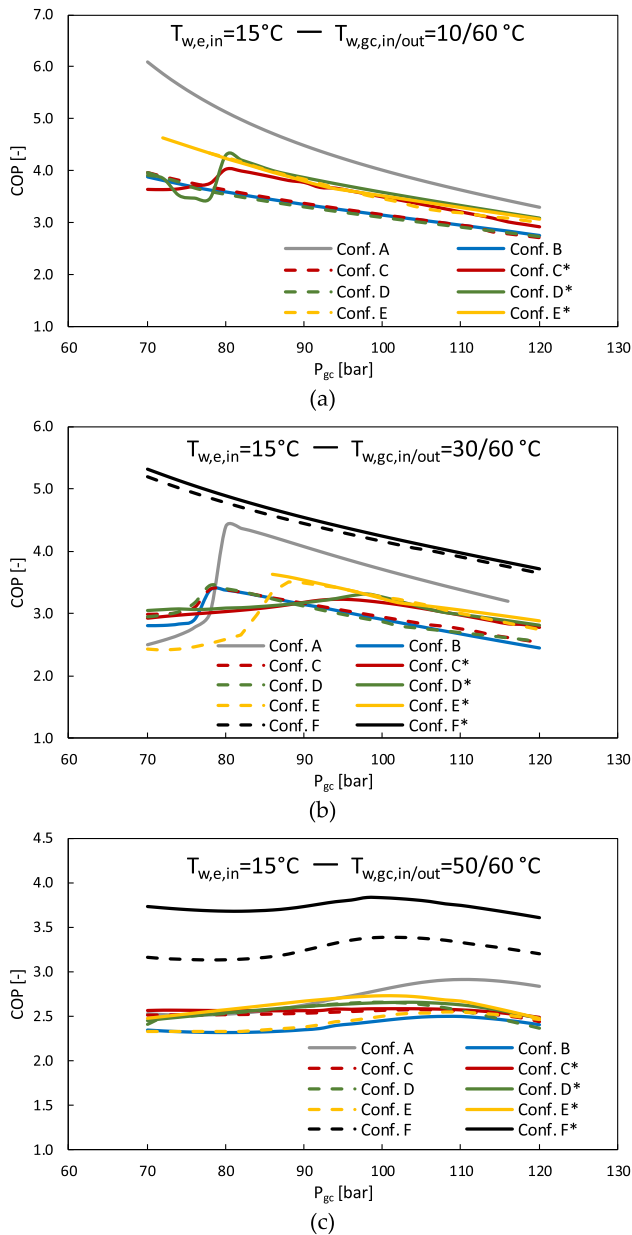 7.0
T_w,e,in=15°C — T_w,gc,in/out=10/60 °C
6.0
5.0
COP [-]
4.0
3.0
Conf. A Conf. B
Conf. C Conf. C*
2.0
Conf. D Conf. D*
Conf. E Conf. E*
1.0
60 70 80 90 100 110 120 130
P_gc [bar]
(a)
6.0
T_w,e,in=15°C — T_w,gc,in/out=30/60 °C
5.0
COP [-]
4.0
3.0
Conf. A Conf. B
Conf. C Conf. C*
2.0
Conf. D Conf. D*
Conf. E Conf. E*
Conf. F Conf. F*
1.0
60 70 80 90 100 110 120 130
P_gc [bar]
(b)
4.5
T_w,e,in=15°C — T_w,gc,in/out=50/60 °C
4.0
3.5
3.0
COP [-]
2.5
Conf. A Conf. B
2.0
Conf. C Conf. C*
Conf. D Conf. D*
1.5
Conf. E Conf. E*
Conf. F Conf. F*
1.0
60 70 80 90 100 110 120 130
P_gc [bar]
(c)